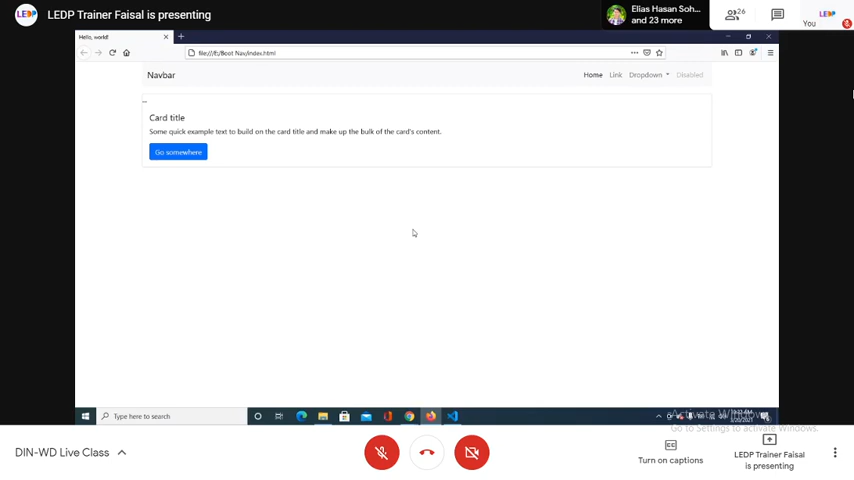 LEDP LEDP Trainer Faisal is presenting
Elias Hasan Soh...
and 23 more
26
LEDP
You
Hello, world!
file:///E:/Boot Nav/index.html
Navbar
Home Link Dropdown Disabled
...
Card title
Some quick example text to build on the card title and make up the bulk of the card's content.
Go somewhere
Type here to search
Activate Windows
Go to Settings to activate Windows.
DIN-WD Live Class
CC
Turn on captions
LEDP Trainer Faisal
is presenting